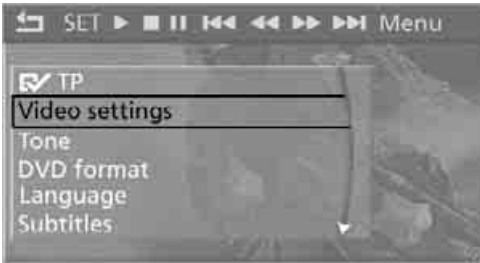 SET Menu
TP
Video settings
Tone
DVD format
Language
Subtitles